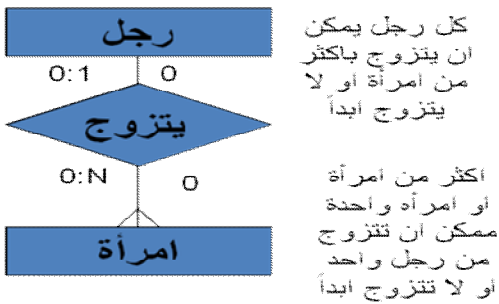 رجل
0:1 0
يتزوج
0:N 0
امرأة
كل رجل يمكن
ان يتزوج باكثر
من امرأة او لا
يتزوج ابداً
اكثر من امرأة
او امرأه واحدة
ممكن ان تتزوج
من رجل واحد
او لا تتزوج ابداً